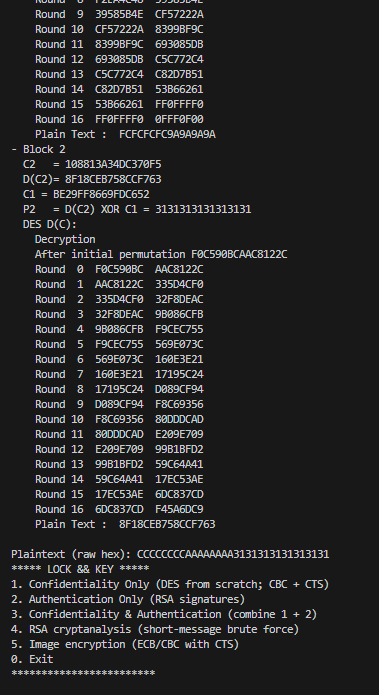 Round  9  39585B4E  CF57222A
Round 10  CF57222A  8399BF9C
Round 11  8399BF9C  693085DB
Round 12  693085DB  C5C772C4
Round 13  C5C772C4  C82D7B51
Round 14  C82D7B51  53B66261
Round 15  53B66261  FF0FFFF0
Round 16  FF0FFFF0  0FFF0F00
Plain Text :  FCFCFCFC9A9A9A9A
- Block 2
C2   = 108813A34DC370F5
D(C2)= 8F18CEB758CCF763
C1 = BE29FF8669FDC652
P2   = D(C2) XOR C1 = 3131313131313131
DES D(C):
Decryption
After initial permutation F0C590BCAAC8122C
Round  0  F0C590BC  AAC8122C
Round  1  AAC8122C  335D4CF0
Round  2  335D4CF0  32F8DEAC
Round  3  32F8DEAC  9B086CFB
Round  4  9B086CFB  F9CEC755
Round  5  F9CEC755  569E073C
Round  6  569E073C  160E3E21
Round  7  160E3E21  17195C24
Round  8  17195C24  D089CF94
Round  9  D089CF94  F8C69356
Round 10  F8C69356  80DDDCAD
Round 11  80DDDCAD  E209E709
Round 12  E209E709  99B1BFD2
Round 13  99B1BFD2  59C64A41
Round 14  59C64A41  17EC53AE
Round 15  17EC53AE  6DC837CD
Round 16  6DC837CD  F45A6DC9
Plain Text :  8F18CEB758CCF763
Plaintext (raw hex): CCCCCCCCAAAAAAAA3131313131313131
***** LOCK && KEY *****
1. Confidentiality Only (DES from scratch; CBC + CTS)
2. Authentication Only (RSA signatures)
3. Confidentiality & Authentication (combine 1 + 2)
4. RSA cryptanalysis (short-message brute force)
5. Image encryption (ECB/CBC with CTS)
0. Exit
************************